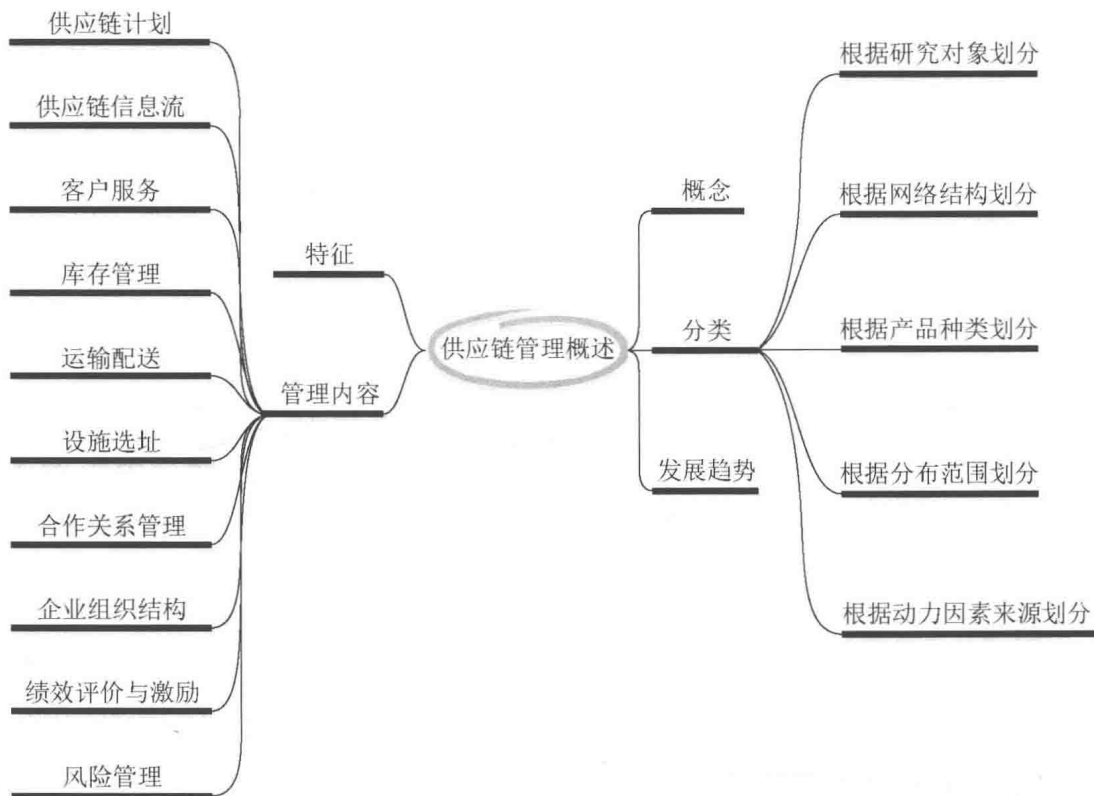 供应链计划
供应链信息流
客户服务
库存管理
运输配送
设施选址
合作关系管理
企业组织结构
绩效评价与激励
风险管理
特征
管理内容
供应链管理概述
概念
分类
发展趋势
根据研究对象划分
根据网络结构划分
根据产品种类划分
根据分布范围划分
根据动力因素来源划分